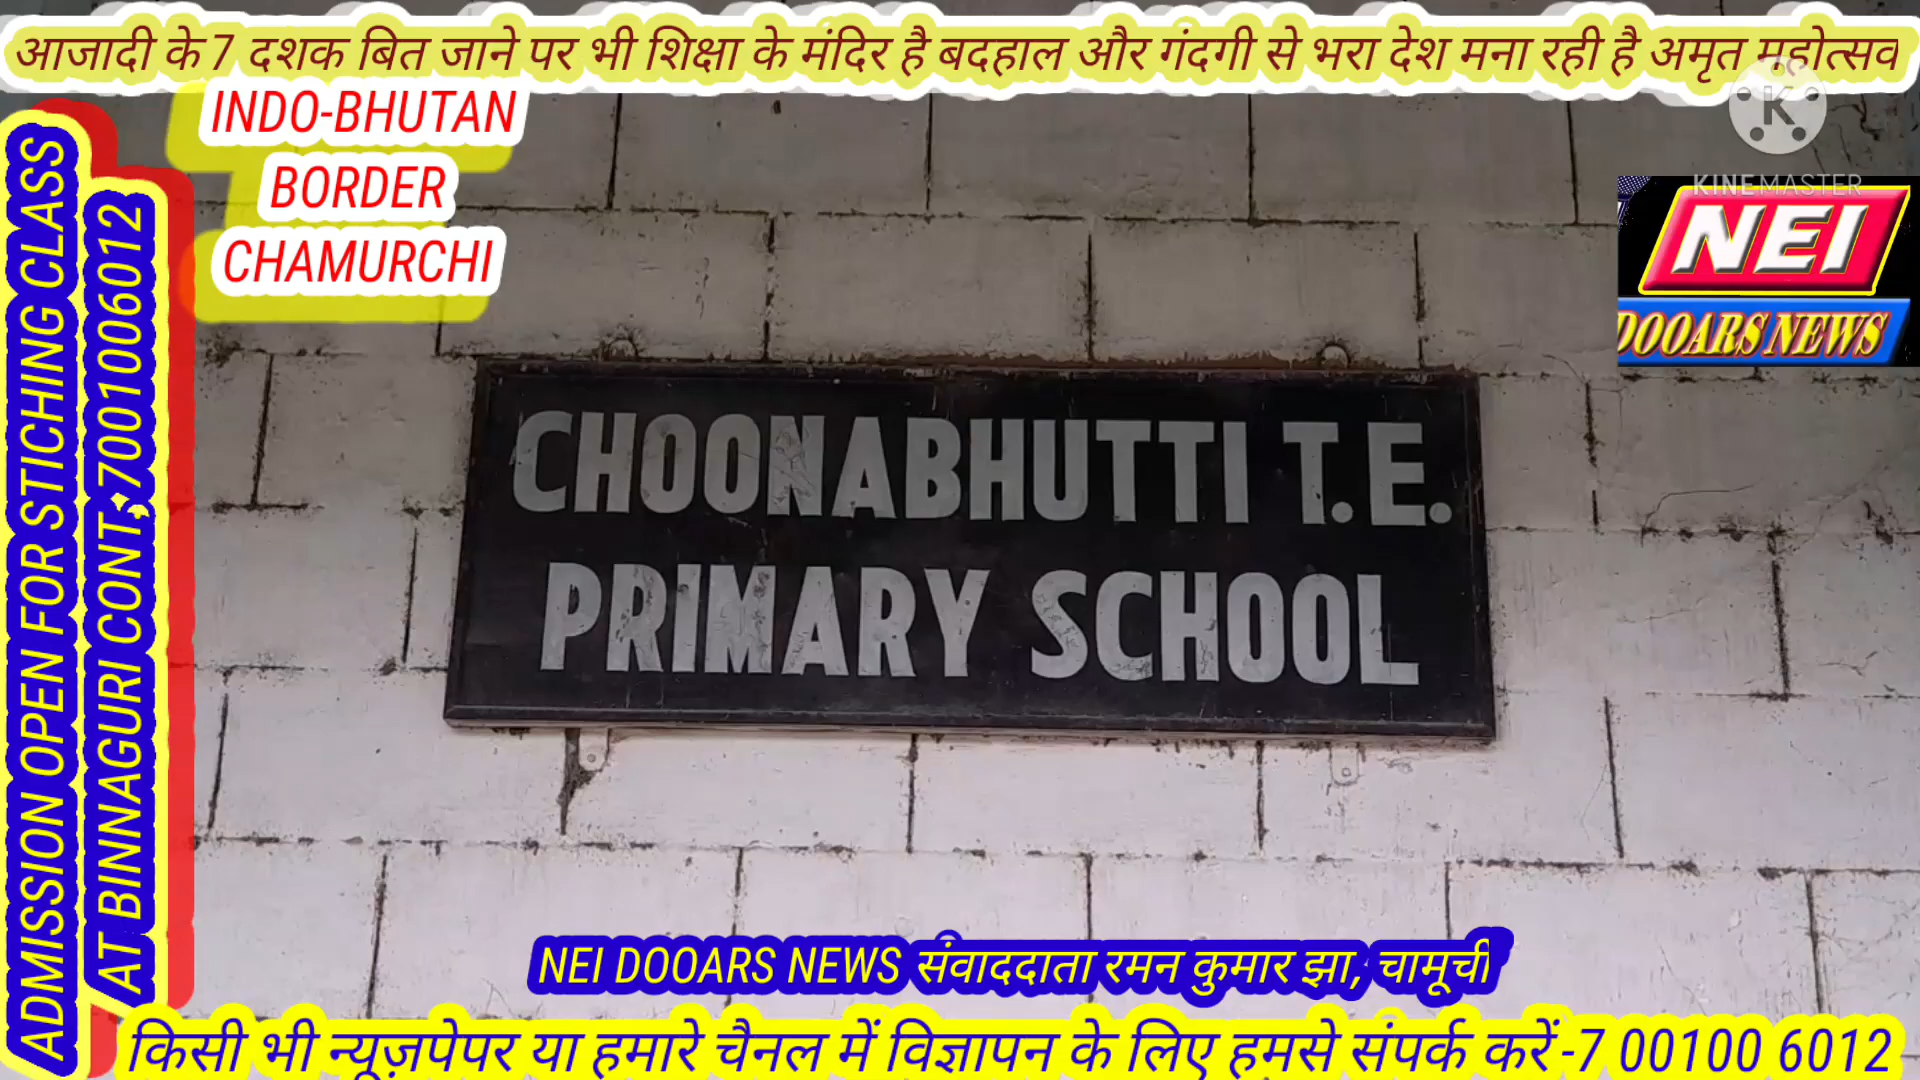 आजादी के 7 दशक बित जाने पर भी शिक्षा के मंदिर है बदहाल और गंदगी से भरा देश मना रही है अमृत महोत्सव
INDO-BHUTAN
BORDER
CHAMURCHI
KINEMASTER
NEI
DOOARS NEWS
ADMISSION OPEN FOR STICHING CLASS
AT BINNAGURI CONT;7001006012
CHOONABHUTTI T.E.
PRIMARY SCHOOL
NEI DOOARS NEWS संवाददाता रमन कुमार झा, चामूर्ची
किसी भी न्यूज़पेपर या हमारे चैनल में विज्ञापन के लिए हमसे संपर्क करें -7 00100 6012